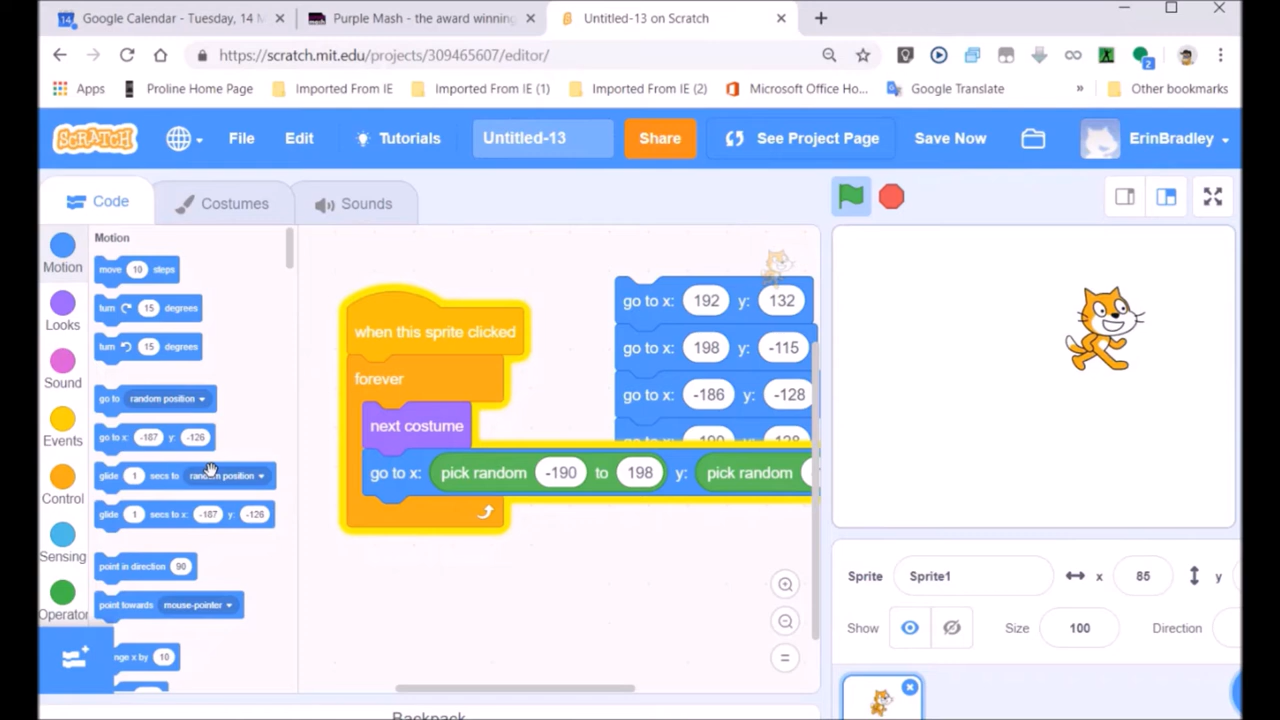 Google Calendar - Tuesday, 14 M
Purple Mash - the award winning
Untitled-13 on Scratch
https://scratch.mit.edu/projects/309465607/editor/
Apps Proline Home Page Imported From IE Imported From IE (1) Imported From IE (2) Microsoft Office Ho... Google Translate » Other bookmarks
SCRATCH File Edit Tutorials Untitled-13 Share See Project Page Save Now ErinBradley
Code Costumes Sounds
Motion
Looks
Sound
Events
Control
Sensing
Operator
Motion
move 10 steps
turn 15 degrees
turn 15 degrees
go to random position
go to x: -187 y: -126
glide 1 secs to random position
glide 1 secs to x: -187 y: -126
point in direction 90
point towards mouse-pointer
nge x by 10
when this sprite clicked
forever
next costume
go to x: pick random -190 to 198 y: pick random
go to x: 192 y: 132
go to x: 198 y: -115
go to x: -186 y: -128
Sprite Sprite1 x 85 y
Show Size 100 Direction
Backpack
2